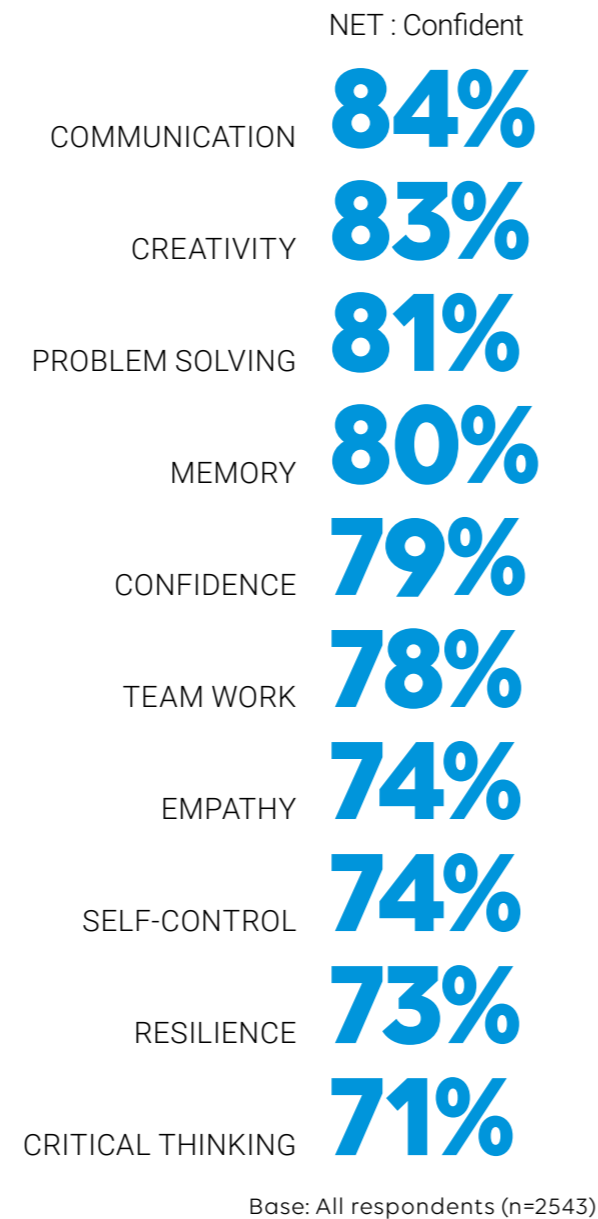 NET : Confident
COMMUNICATION 84%
CREATIVITY 83%
PROBLEM SOLVING 81%
MEMORY 80%
CONFIDENCE 79%
TEAM WORK 78%
EMPATHY 74%
SELF-CONTROL 74%
RESILIENCE 73%
CRITICAL THINKING 71%
Base: All respondents (n=2543)